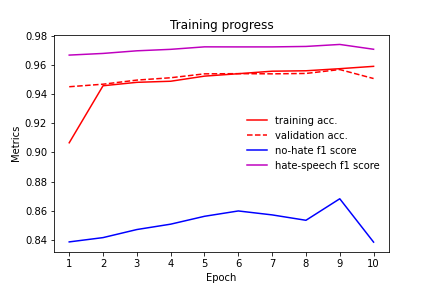 Training progress
0.98
0.96
0.94
0.92
0.90
0.88
0.86
0.84
Metrics
training acc.
validation acc.
no-hate f1 score
hate-speech f1 score
1 2 3 4 5 6 7 8 9 10
Epoch